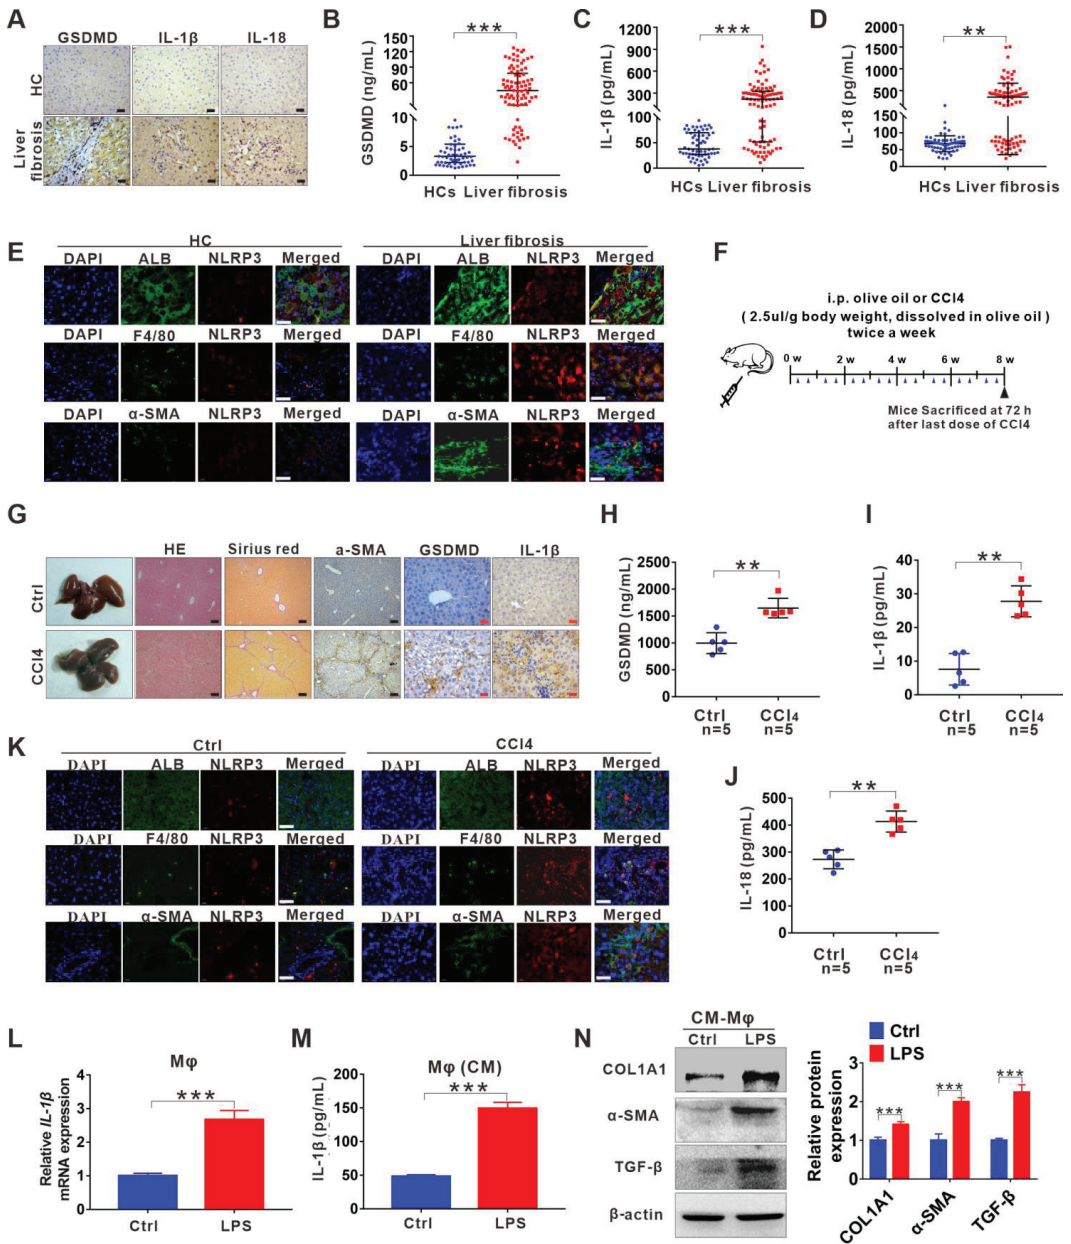 A
GSDMD IL-1β IL-18
HC
Liver fibrosis
B
***
GSDMD (ng/mL)
150
120
90
60
30
10
5
0
HCs Liver fibrosis
C
***
IL-1β (pg/mL)
1200
900
600
300
100
50
0
HCs Liver fibrosis
D
**
IL-18 (pg/mL)
2000
1500
1000
500
150
100
50
0
HCs Liver fibrosis
E
HC Liver fibrosis
DAPI ALB NLRP3 Merged DAPI ALB NLRP3 Merged
DAPI F4/80 NLRP3 Merged DAPI F4/80 NLRP3 Merged
DAPI α-SMA NLRP3 Merged DAPI α-SMA NLRP3 Merged
F
i.p. olive oil or CCl4
( 2.5ul/g body weight, dissolved in olive oil )
twice a week
0 w 2 w 4 w 6 w 8 w
Mice Sacrificed at 72 h
after last dose of CCl4
G
HE Sirius red a-SMA GSDMD IL-1β
Ctrl
CCl4
H
**
GSDMD (ng/mL)
2500
2000
1500
1000
500
0
Ctrl CCl₄
n=5 n=5
I
**
IL-1β (pg/mL)
40
30
20
10
0
Ctrl CCl₄
n=5 n=5
K
Ctrl CCl4
DAPI ALB NLRP3 Merged DAPI ALB NLRP3 Merged
DAPI F4/80 NLRP3 Merged DAPI F4/80 NLRP3 Merged
DAPI α-SMA NLRP3 Merged DAPI α-SMA NLRP3 Merged
J
**
IL-18 (pg/mL)
500
400
300
200
100
0
Ctrl CCl₄
n=5 n=5
L
Mφ
***
Relative IL-1β
mRNA expression
4
3
2
1
0
Ctrl LPS
M
Mφ (CM)
***
IL-1β (pg/mL)
200
150
100
50
0
Ctrl LPS
N
CM-Mφ
Ctrl LPS
COL1A1
α-SMA
TGF-β
β-actin
Ctrl
LPS
Relative protein
expression
3
2
1
0
*** *** ***
COL1A1 α-SMA TGF-β